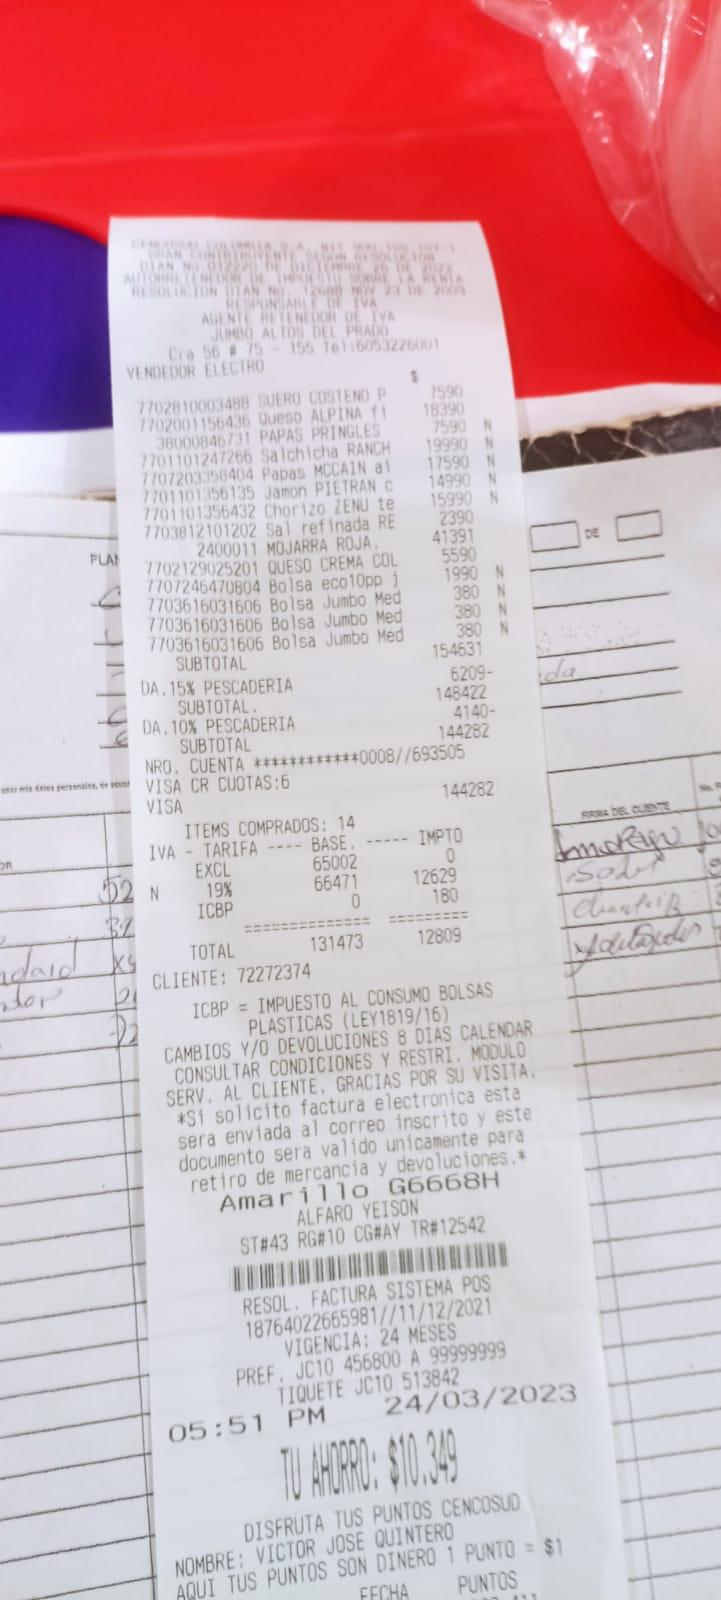 CENCOSUD COLOMBIA S.A. NIT 900.155.107-1
GRAN CONTRIBUYENTE SEGUN RESOLUCION
DIAN No.012220 DE DICIEMBRE 26 DE 2022
AUTORRETENEDOR DE IMPUESTO SOBRE LA RENTA
RESOLUCION DIAN No. 12688 NOV 23 DE 2009
RESPONSABLE DE IVA
AGENTE RETENEDOR DE IVA
JUMBO ALTOS DEL PRADO
Cra 56 # 75 - 155 Tel:6053226001
VENDEDOR ELECTRO
$
7702810003488 SUERO COSTENO P 7590
7702001156436 Queso ALPINA fi 18390
38000846731 PAPAS PRINGLES 7590 N
7701101247266 Salchicha RANCH 19990 N
7707203358404 Papas MCCAIN ai 17590 N
7701101356135 Jamon PIETRAN c 14990 N
7701101356432 Chorizo ZENU te 15990 N
7703812101202 Sal refinada RE 2390
2400011 MOJARRA ROJA. 41391
7702129025201 QUESO CREMA COL 5590
7707246470804 Bolsa eco10pp j 1990 N
7703616031606 Bolsa Jumbo Med 380 N
7703616031606 Bolsa Jumbo Med 380 N
7703616031606 Bolsa Jumbo Med 380 N
SUBTOTAL 154631
DA.15% PESCADERIA 6209-
SUBTOTAL. 148422
DA.10% PESCADERIA 4140-
SUBTOTAL 144282
NRO. CUENTA ************0008//693505
VISA CR CUOTAS:6
VISA 144282
ITEMS COMPRADOS: 14
IVA - TARIFA ---- BASE. ----- IMPTO
EXCL 65002 0
N 19% 66471 12629
ICBP 0 180
=============== =========
TOTAL 131473 12809
CLIENTE: 72272374
ICBP = IMPUESTO AL CONSUMO BOLSAS
PLASTICAS (LEY1819/16)
CAMBIOS Y/O DEVOLUCIONES 8 DIAS CALENDAR
CONSULTAR CONDICIONES Y RESTRI. MODULO
SERV. AL CLIENTE. GRACIAS POR SU VISITA.
*Si solicito factura electronica esta
sera enviada al correo inscrito y este
documento sera valido unicamente para
retiro de mercancia y devoluciones.*
Amarillo G6668H
ALFARO YEISON
ST#43 RG#10 CG#AY TR#12542
RESOL. FACTURA SISTEMA POS
18764022665981//11/12/2021
VIGENCIA: 24 MESES
PREF. JC10 456800 A 99999999
TIQUETE JC10 513842
05:51 PM 24/03/2023
TU AHORRO: $10.349
DISFRUTA TUS PUNTOS CENCOSUD
NOMBRE: VICTOR JOSE QUINTERO
AQUI TUS PUNTOS SON DINERO 1 PUNTO = $1
FECHA PUNTOS
PLAN
DE
FIRMA DEL CLIENTE